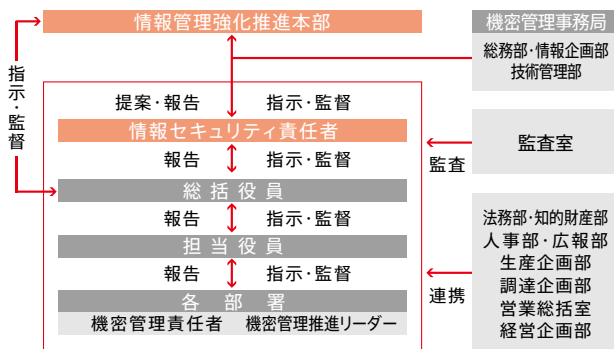 情報管理強化推進本部
機密管理事務局
総務部・情報企画部
技術管理部
指示・監督
提案・報告 指示・監督
情報セキュリティ責任者
報告 指示・監督
総括役員
報告 指示・監督
担当役員
報告 指示・監督
各部署
機密管理責任者 機密管理推進リーダー
監査
監査室
連携
法務部・知的財産部
人事部・広報部
生産企画部
調達企画部
営業総括室
経営企画部